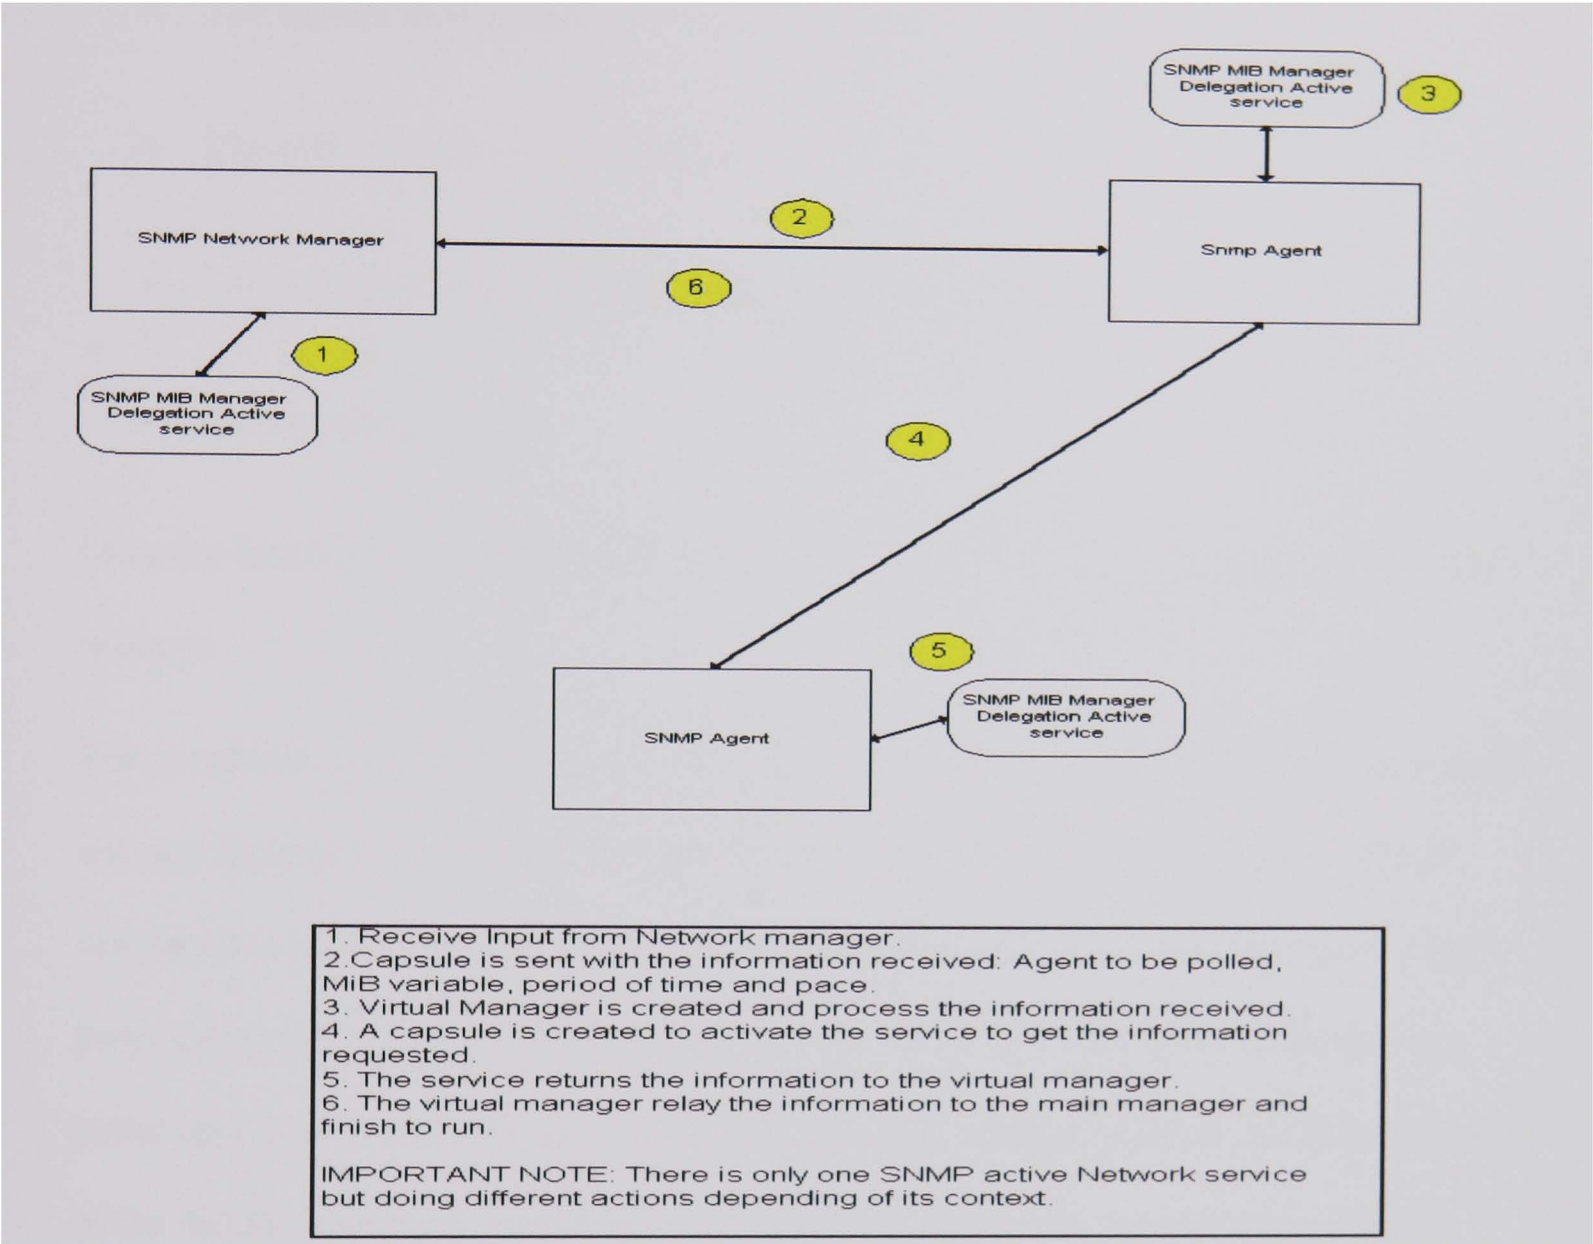 SNMP MIB Manager
Delegation Active
service
3
SNMP Network Manager
2
Snmp Agent
6
1
SNMP MIB Manager
Delegation Active
service
4
5
SNMP Agent
SNMP MIB Manager
Delegation Active
service
1. Receive Input from Network manager.
2.Capsule is sent with the information received: Agent to be polled,
MiB variable, period of time and pace.
3. Virtual Manager is created and process the information received.
4. A capsule is created to activate the service to get the information
requested.
5. The service returns the information to the virtual manager.
6. The virtual manager relay the information to the main manager and
finish to run.
IMPORTANT NOTE: There is only one SNMP active Network service
but doing different actions depending of its context.